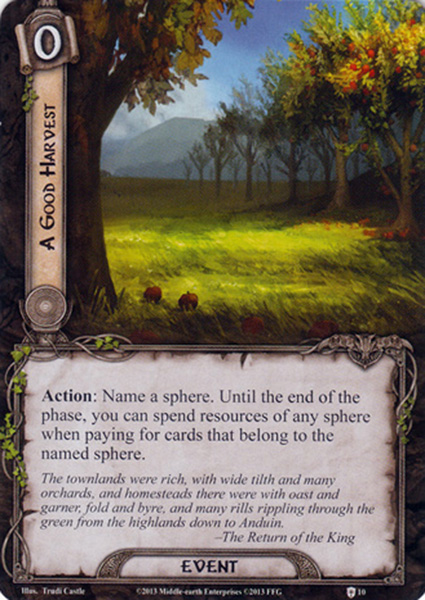 0
A Good Harvest
Action: Name a sphere. Until the end of the
phase, you can spend resources of any sphere
when paying for cards that belong to the
named sphere.
The townlands were rich, with wide tilth and many
orchards, and homesteads there were with oast and
garner, fold and byre, and many rills rippling through the
green from the highlands down to Anduin.
–The Return of the King
Event
Illus. Trudi Castle
©2013 Middle-earth Enterprises ©2013 FFG
10